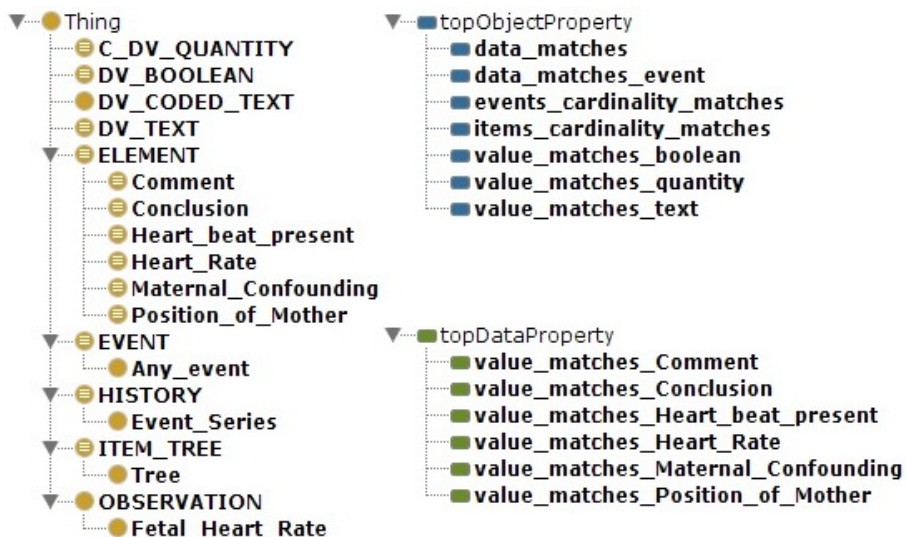 Thing
C_DV_QUANTITY
DV_BOOLEAN
DV_CODED_TEXT
DV_TEXT
ELEMENT
Comment
Conclusion
Heart_beat_present
Heart_Rate
Maternal_Confounding
Position_of_Mother
EVENT
Any_event
HISTORY
Event_Series
ITEM_TREE
Tree
OBSERVATION
Fetal_Heart_Rate
topObjectProperty
data_matches
data_matches_event
events_cardinality_matches
items_cardinality_matches
value_matches_boolean
value_matches_quantity
value_matches_text
topDataProperty
value_matches_Comment
value_matches_Conclusion
value_matches_Heart_beat_present
value_matches_Heart_Rate
value_matches_Maternal_Confounding
value_matches_Position_of_Mother